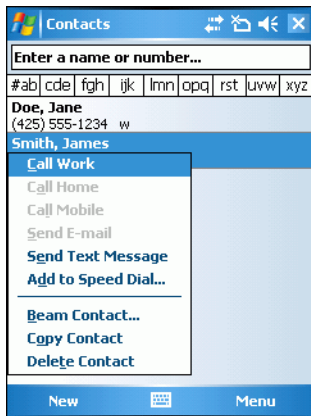 Contacts
Enter a name or number...
#ab cde fgh ijk lmn opq rst uvw xyz
Doe, Jane
(425) 555-1234 w
Smith, James
Call Work
Call Home
Call Mobile
Send E-mail
Send Text Message
Add to Speed Dial...
Beam Contact...
Copy Contact
Delete Contact
New Menu